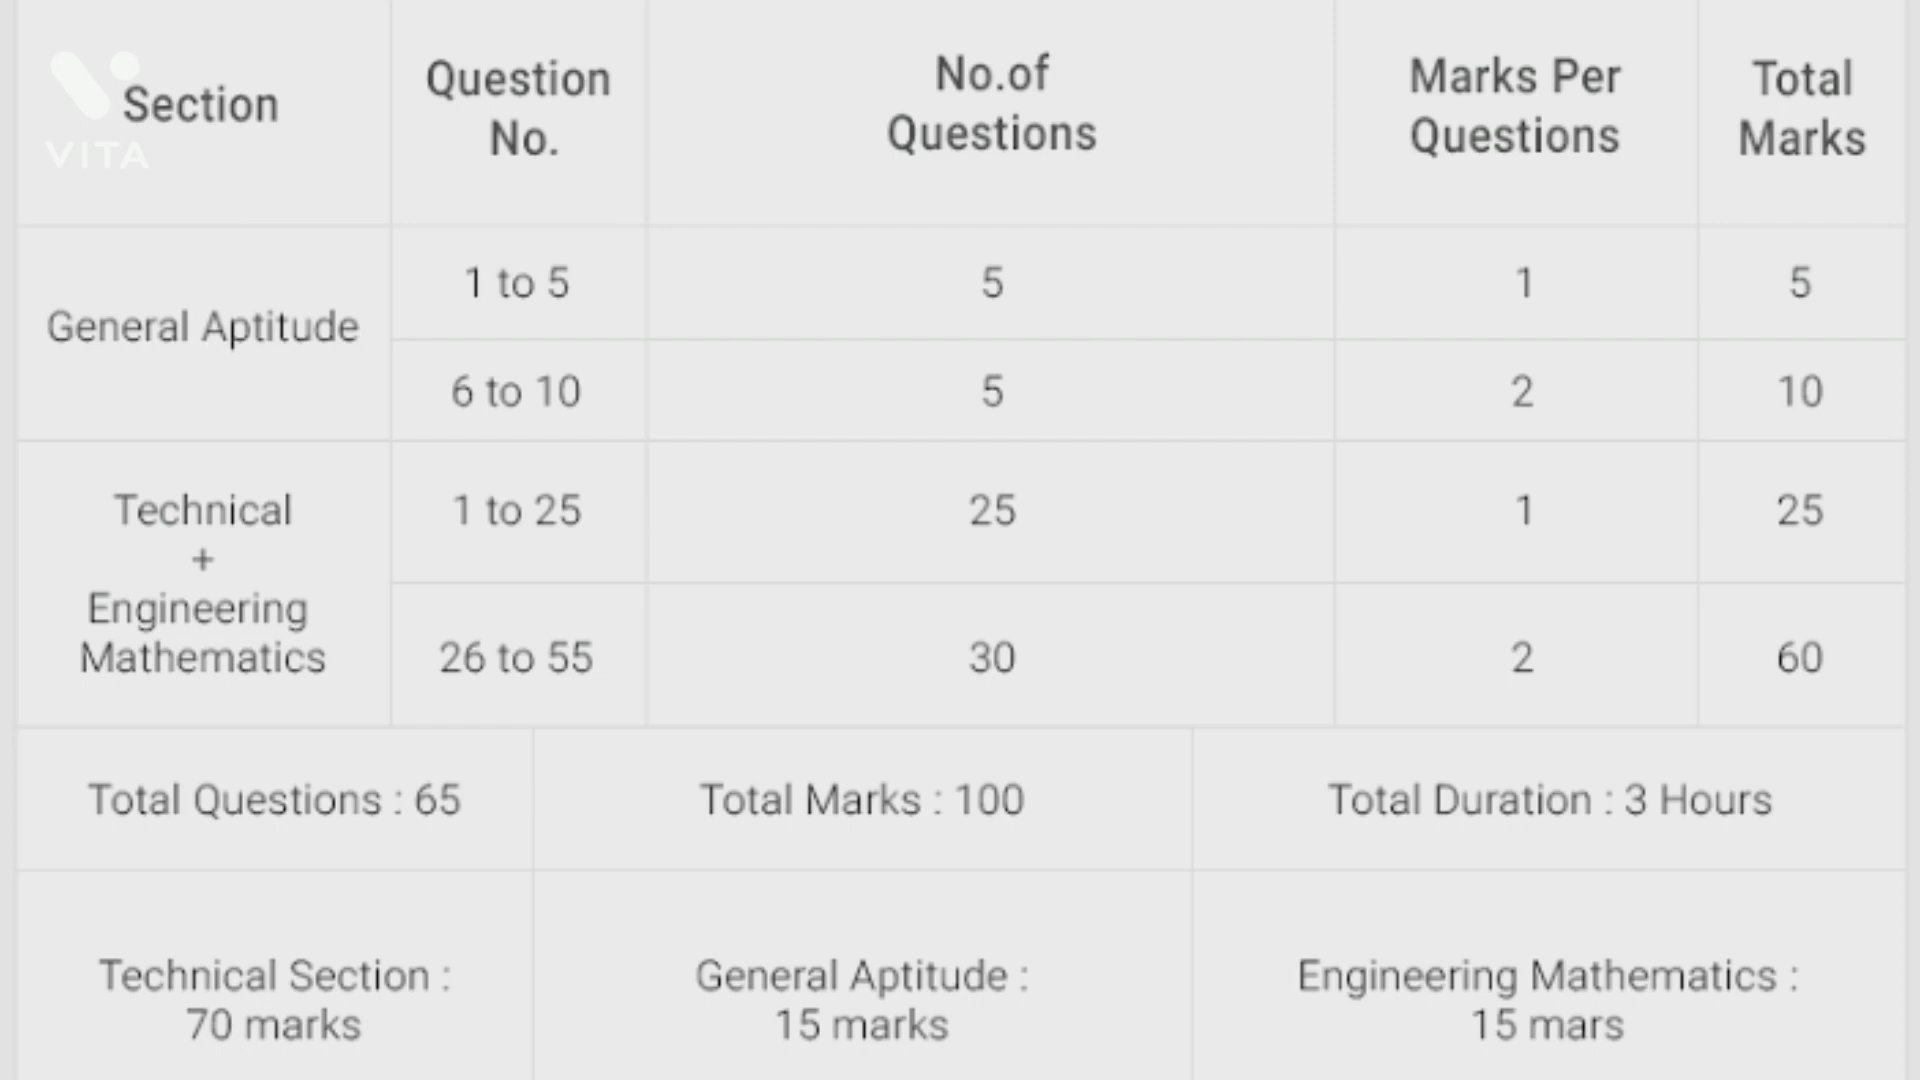 VITA
Section
Question
No.
No.of
Questions
Marks Per
Questions
Total
Marks
General Aptitude
1 to 5
5
1
5
6 to 10
5
2
10
Technical
+
Engineering
Mathematics
1 to 25
25
1
25
26 to 55
30
2
60
Total Questions : 65
Total Marks : 100
Total Duration : 3 Hours
Technical Section :
70 marks
General Aptitude :
15 marks
Engineering Mathematics :
15 mars